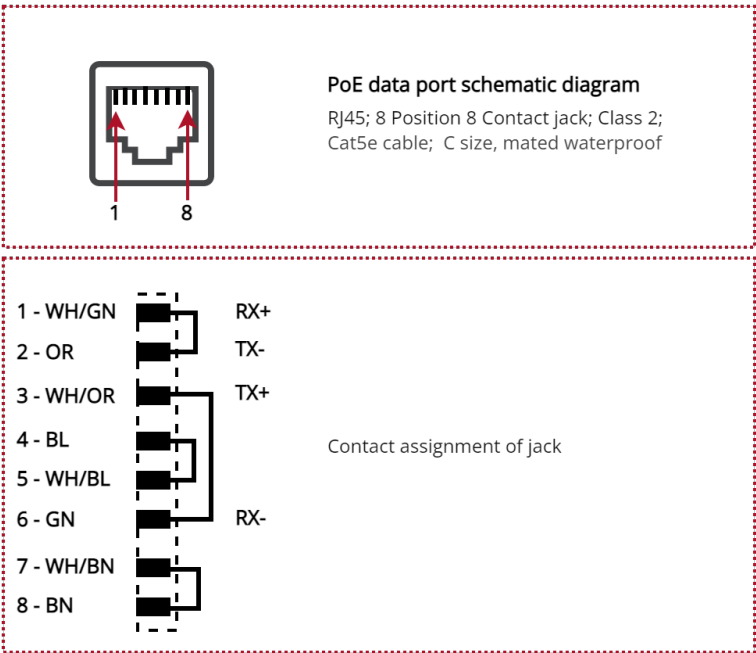 PoE data port schematic diagram
RJ45; 8 Position 8 Contact jack; Class 2;
Cat5e cable; C size, mated waterproof
1 8
1 - WH/GN RX+
2 - OR TX-
3 - WH/OR TX+
4 - BL
Contact assignment of jack
5 - WH/BL
6 - GN RX-
7 - WH/BN
8 - BN